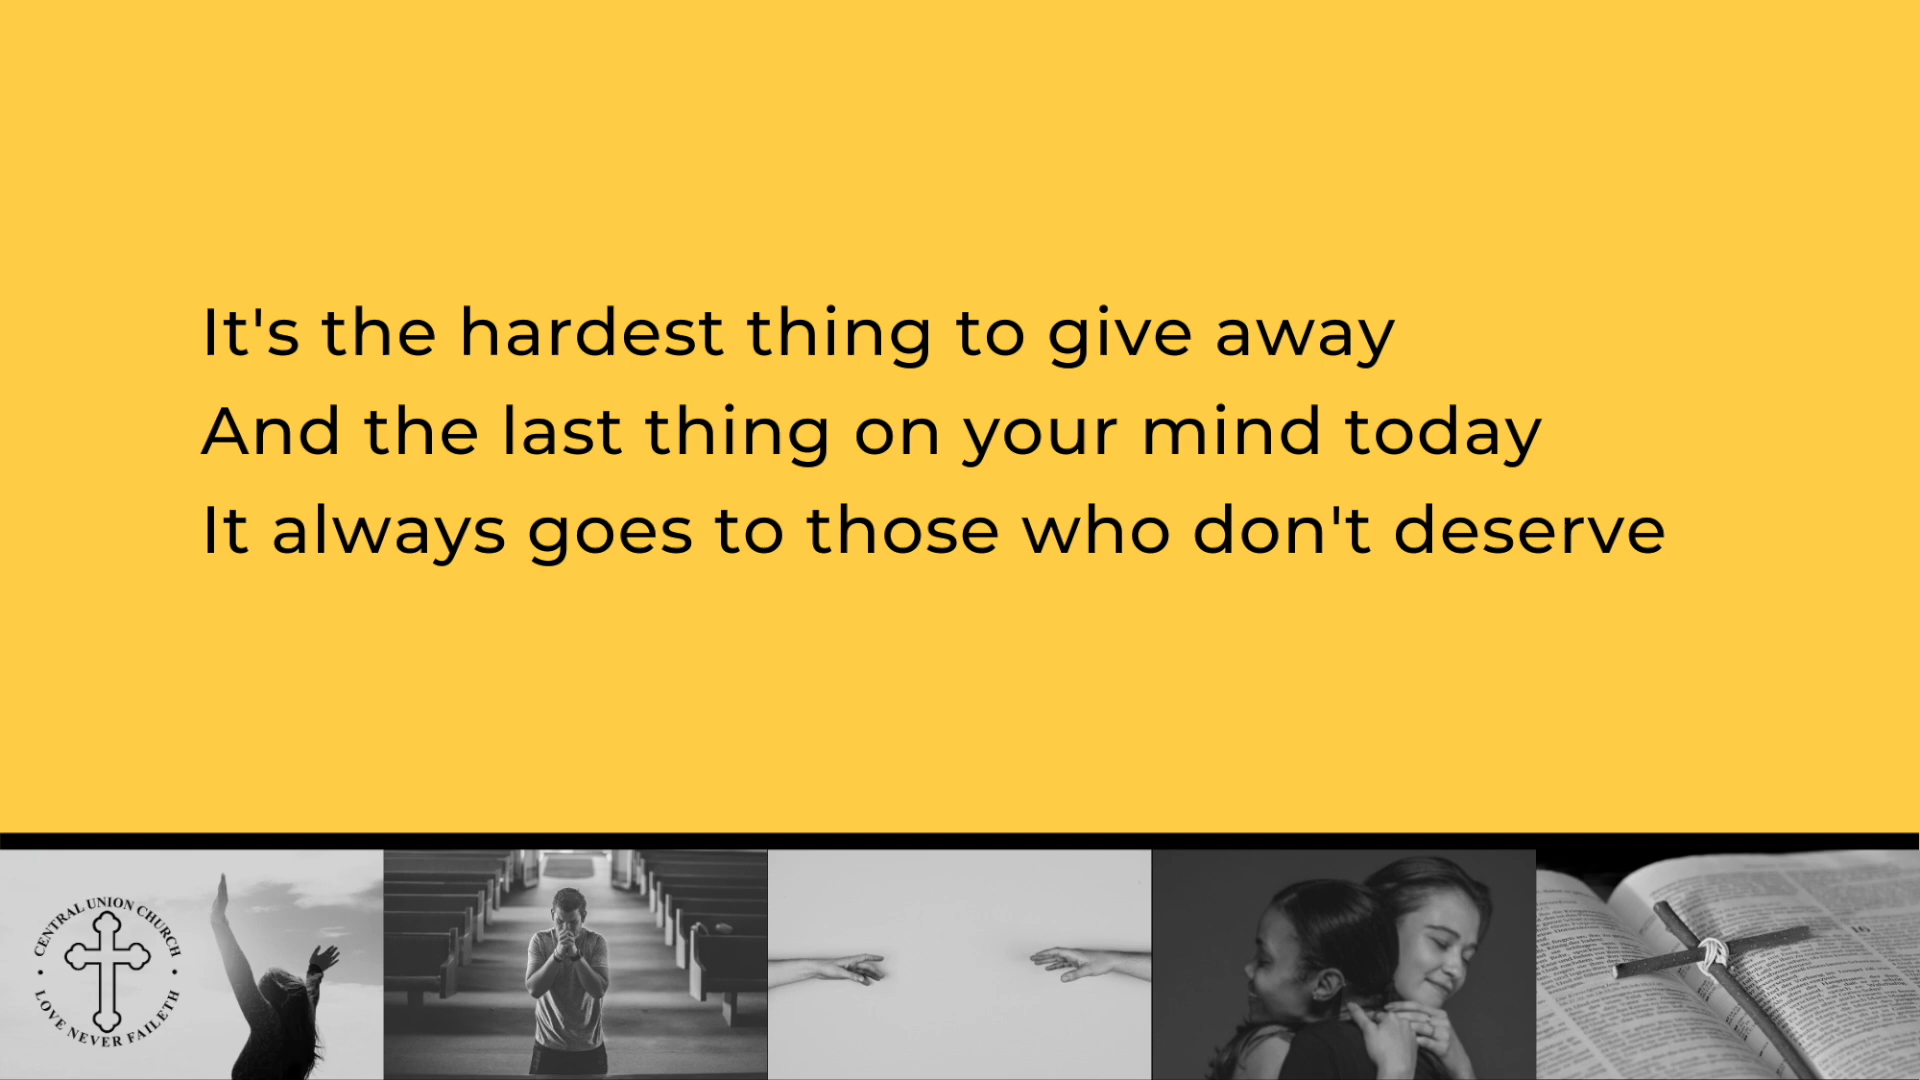 It's the hardest thing to give away
And the last thing on your mind today
It always goes to those who don't deserve
CENTRAL UNION CHURCH
• LOVE NEVER FAILETH •